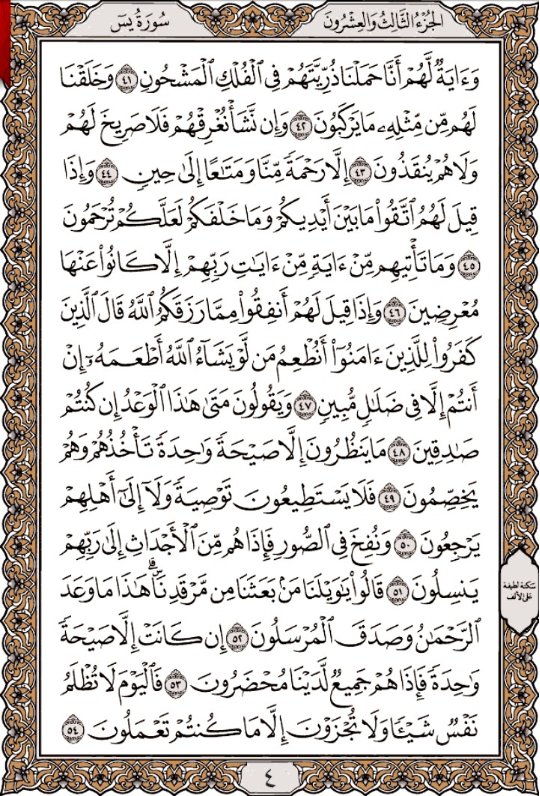 الجُزءُ الثَّالِثُ وَالعِشْرُونَ
سُورَةُ يسٓ
وَءَايَةٌ لَّهُمْ أَنَّا حَمَلْنَا ذُرِّيَّتَهُمْ فِي ٱلْفُلْكِ ٱلْمَشْحُونِ ٤١ وَخَلَقْنَا
لَهُم مِّن مِّثْلِهِۦ مَا يَرْكَبُونَ ٤٢ وَإِن نَّشَأْ نُغْرِقْهُمْ فَلَا صَرِيخَ لَهُمْ
وَلَا هُمْ يُنقَذُونَ ٤٣ إِلَّا رَحْمَةً مِّنَّا وَمَتَٰعًا إِلَىٰ حِينٍ ٤٤ وَإِذَا
قِيلَ لَهُمُ ٱتَّقُوا۟ مَا بَيْنَ أَيْدِيكُمْ وَمَا خَلْفَكُمْ لَعَلَّكُمْ تُرْحَمُونَ
٤٥ وَمَا تَأْتِيهِم مِّنْ ءَايَةٍ مِّنْ ءَايَٰتِ رَبِّهِمْ إِلَّا كَانُوا۟ عَنْهَا
مُعْرِضِينَ ٤٦ وَإِذَا قِيلَ لَهُمْ أَنفِقُوا۟ مِمَّا رَزَقَكُمُ ٱللَّهُ قَالَ ٱلَّذِينَ
كَفَرُوا۟ لِلَّذِينَ ءَامَنُوٓا۟ أَنُطْعِمُ مَن لَّوْ يَشَآءُ ٱللَّهُ أَطْعَمَهُۥٓ إِنْ
أَنتُمْ إِلَّا فِي ضَلَٰلٍ مُّبِينٍ ٤٧ وَيَقُولُونَ مَتَىٰ هَٰذَا ٱلْوَعْدُ إِن كُنتُمْ
صَٰدِقِينَ ٤٨ مَا يَنظُرُونَ إِلَّا صَيْحَةً وَٰحِدَةً تَأْخُذُهُمْ وَهُمْ
يَخِصِّمُونَ ٤٩ فَلَا يَسْتَطِيعُونَ تَوْصِيَةً وَلَآ إِلَىٰٓ أَهْلِهِمْ
يَرْجِعُونَ ٥٠ وَنُفِخَ فِي ٱلصُّورِ فَإِذَا هُم مِّنَ ٱلْأَجْدَاثِ إِلَىٰ رَبِّهِمْ
يَنسِلُونَ ٥١ قَالُوا۟ يَٰوَيْلَنَا مَنۢ بَعَثَنَا مِن مَّرْقَدِنَا ۜ ۗ هَٰذَا مَا وَعَدَ
ٱلرَّحْمَٰنُ وَصَدَقَ ٱلْمُرْسَلُونَ ٥٢ إِن كَانَتْ إِلَّا صَيْحَةً
وَٰحِدَةً فَإِذَا هُمْ جَمِيعٌ لَّدَيْنَا مُحْضَرُونَ ٥٣ فَٱلْيَوْمَ لَا تُظْلَمُ
نَفْسٌ شَيْـًٔا وَلَا تُجْزَوْنَ إِلَّا مَا كُنتُمْ تَعْمَلُونَ ٥٤
سكتة لطيفة
على الألف
٤